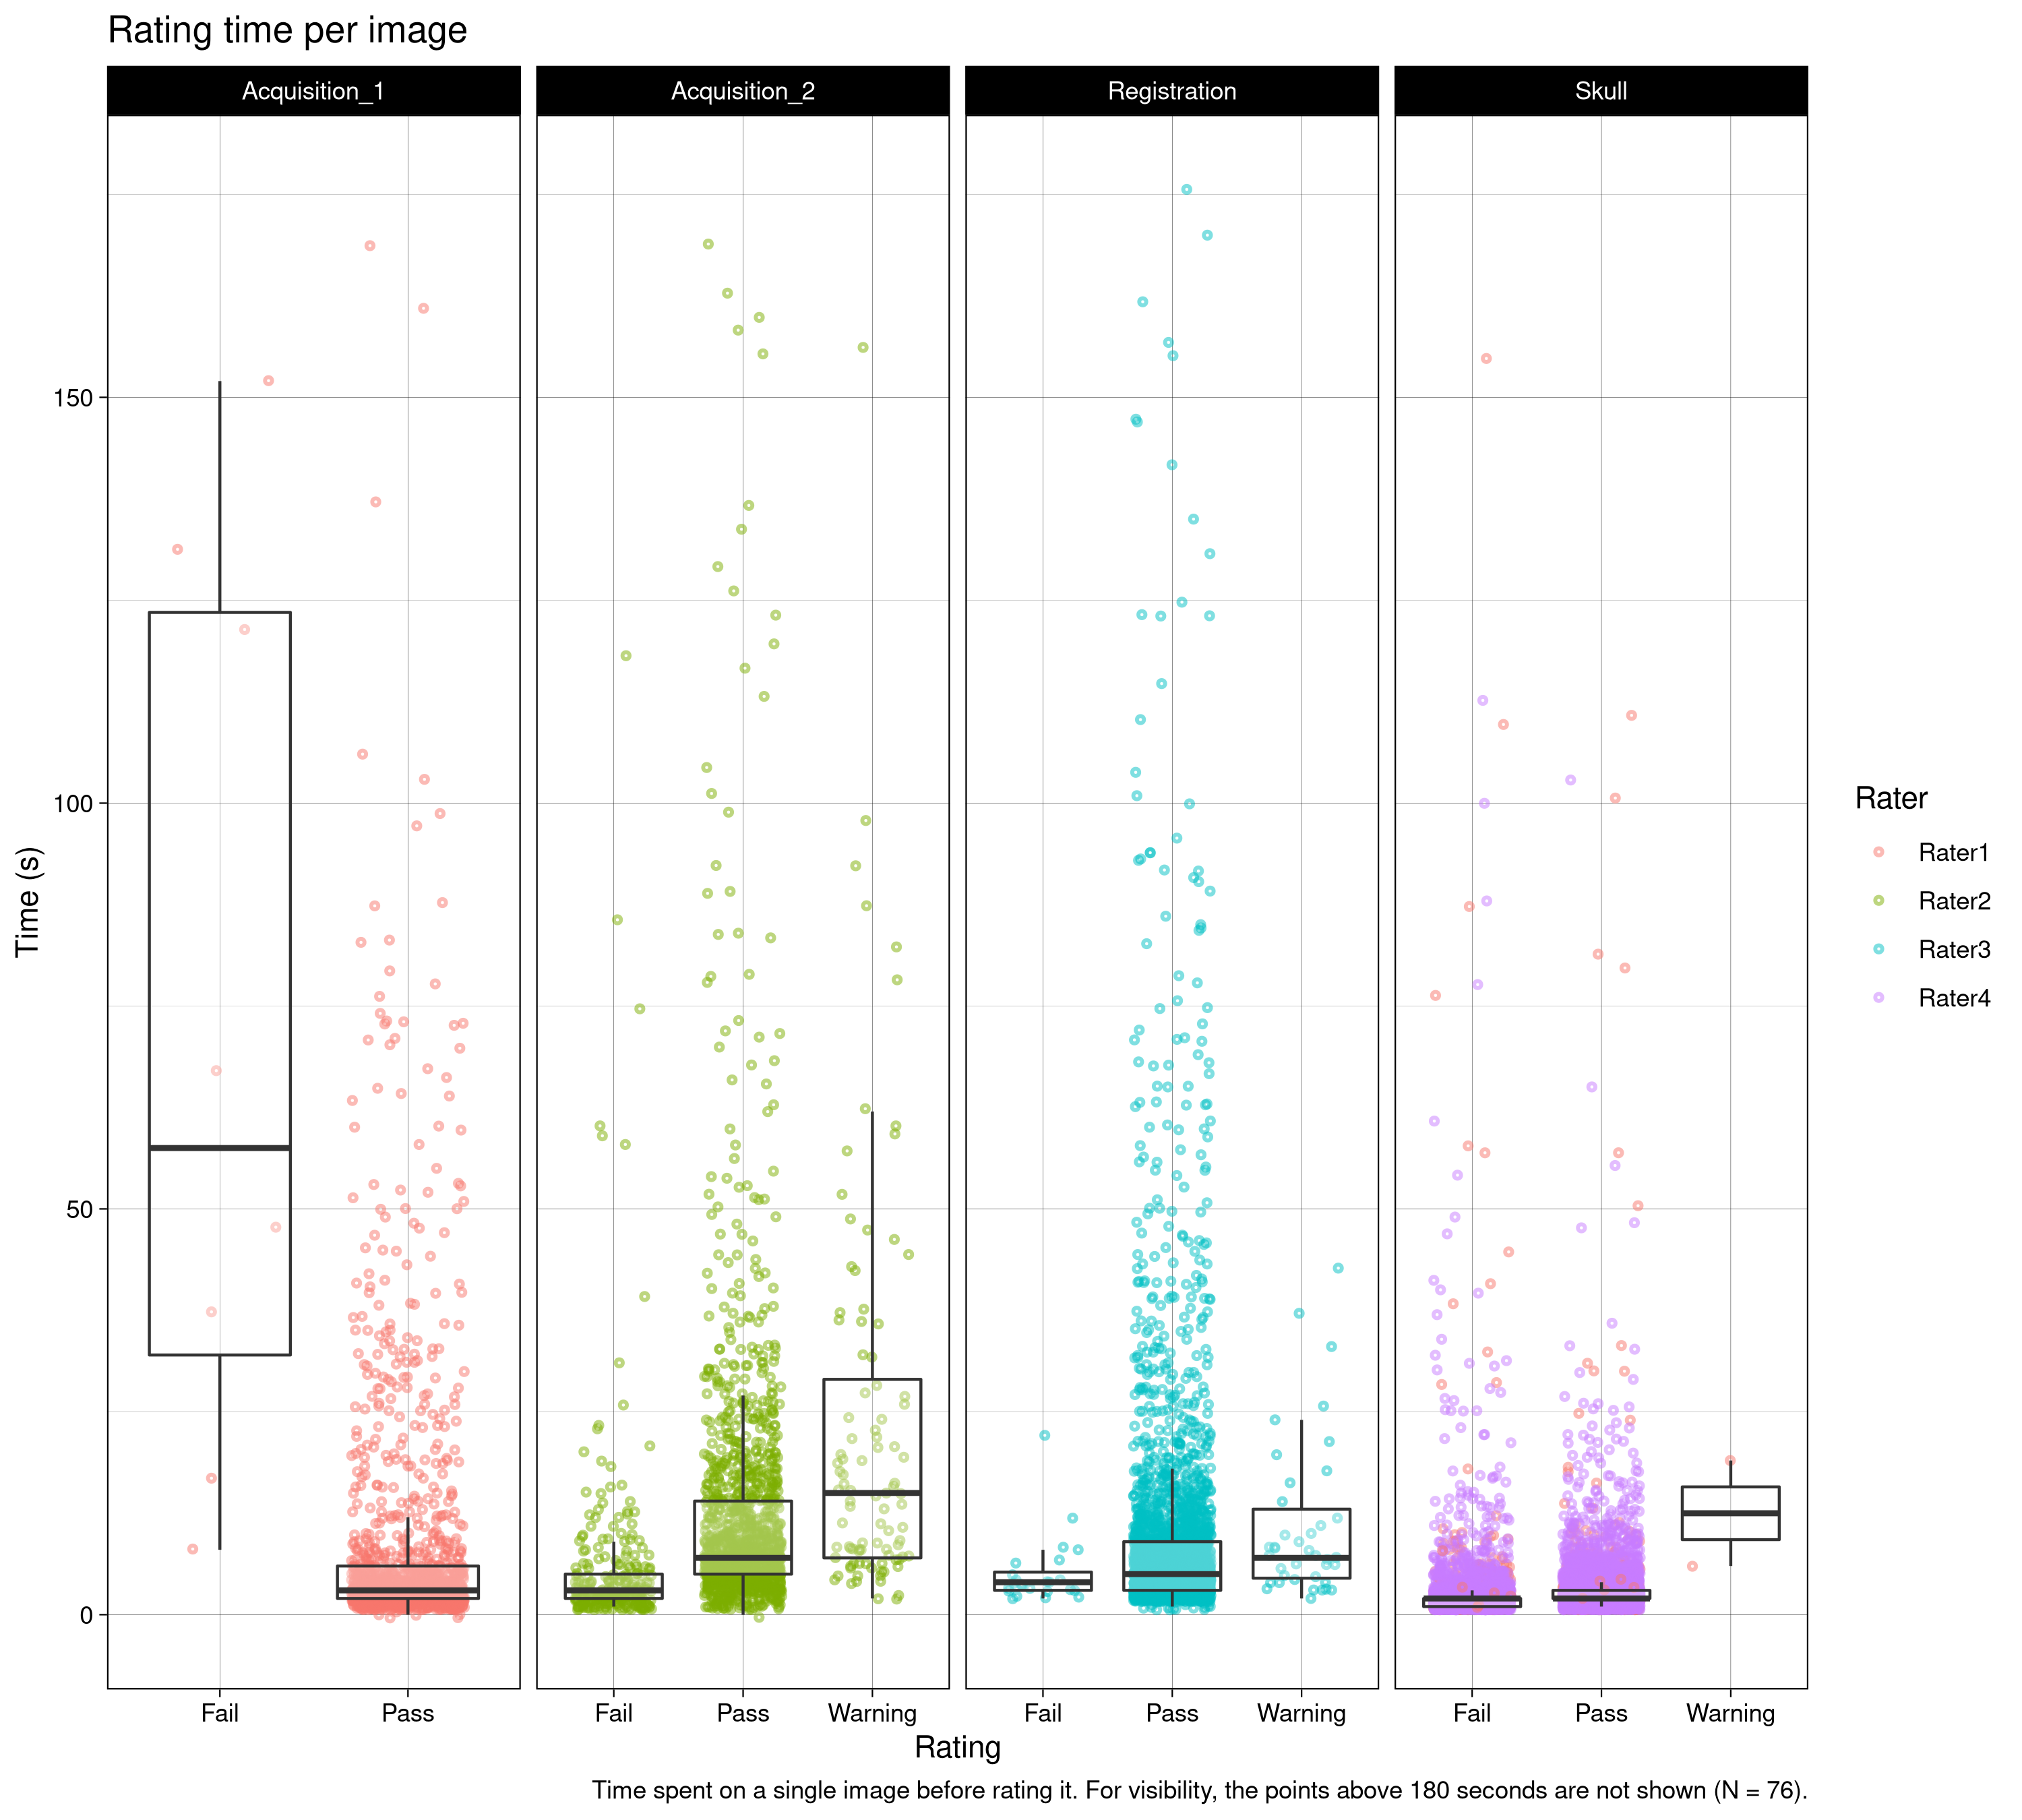 Rating time per image
Acquisition_1
Acquisition_2
Registration
Skull
150
100
50
0
Time (s)
Fail
Pass
Fail
Pass
Warning
Fail
Pass
Warning
Fail
Pass
Warning
Rating
Rater
Rater1
Rater2
Rater3
Rater4
Time spent on a single image before rating it. For visibility, the points above 180 seconds are not shown (N = 76).